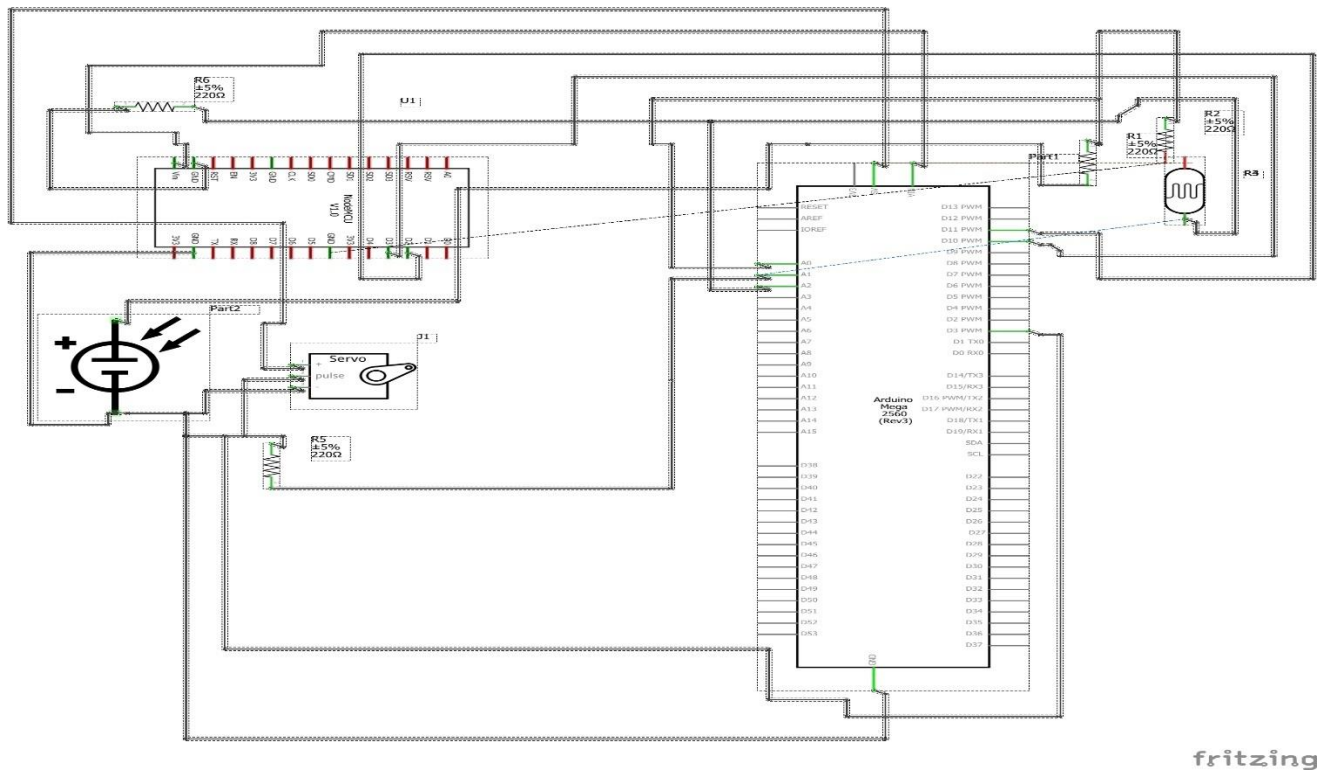 R6
±5%
220Ω
U1
Vin
GND
RST
EN
3V3
GND
CLK
SD0
CMD
SD1
SD2
SD3
RSV
RSV
AO
NodeMCU
V1.0
3V3
GND
TX
RX
D8
D7
D6
D5
GND
3V3
D4
D3
D2
D1
D0
R2
±5%
220Ω
R1
±5%
220Ω
Part1
Part2
+
-
J1
Servo
+
pulse
-
R5
±5%
220Ω
RESET
AREF
IOREF
A0
A1
A2
A3
A4
A5
A6
A7
A8
A9
A10
A11
A12
A13
A14
A15
D38
D39
D40
D41
D42
D43
D44
D45
D46
D47
D48
D49
D50
D51
D52
D53
Arduino
Mega
2560
(Rev3)
GND
D13 PWM
D12 PWM
D11 PWM
D10 PWM
D9 PWM
D8 PWM
D7 PWM
D6 PWM
D5 PWM
D4 PWM
D2 PWM
D3 PWM
D1 TX0
D0 RX0
D14/TX3
D15/RX3
D16 PWM/TX2
D17 PWM/RX2
D18/TX1
D19/RX1
SDA
SCL
D22
D23
D24
D25
D26
D27
D28
D29
D30
D31
D32
D33
D34
D35
D36
D37
fritzing